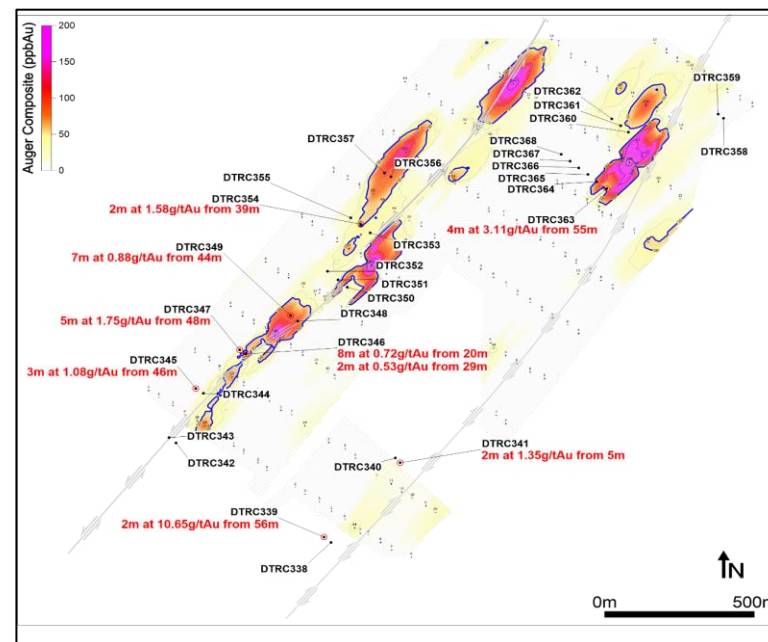 Auger Composite (ppbAu)
200
150
100
50
0
DTRC359
DTRC362
DTRC361
DTRC360
DTRC358
DTRC368
DTRC367
DTRC366
DTRC365
DTRC364
DTRC363
4m at 3.11g/tAu from 55m
DTRC357
DTRC356
DTRC355
DTRC354
2m at 1.58g/tAu from 39m
DTRC353
DTRC349
7m at 0.88g/tAu from 44m
DTRC352
DTRC351
DTRC350
DTRC348
DTRC347
5m at 1.75g/tAu from 48m
DTRC346
8m at 0.72g/tAu from 20m
2m at 0.53g/tAu from 29m
DTRC345
3m at 1.08g/tAu from 46m
DTRC344
DTRC343
DTRC342
DTRC341
2m at 1.35g/tAu from 5m
DTRC340
DTRC339
2m at 10.65g/tAu from 56m
DTRC338
N
0m
500m